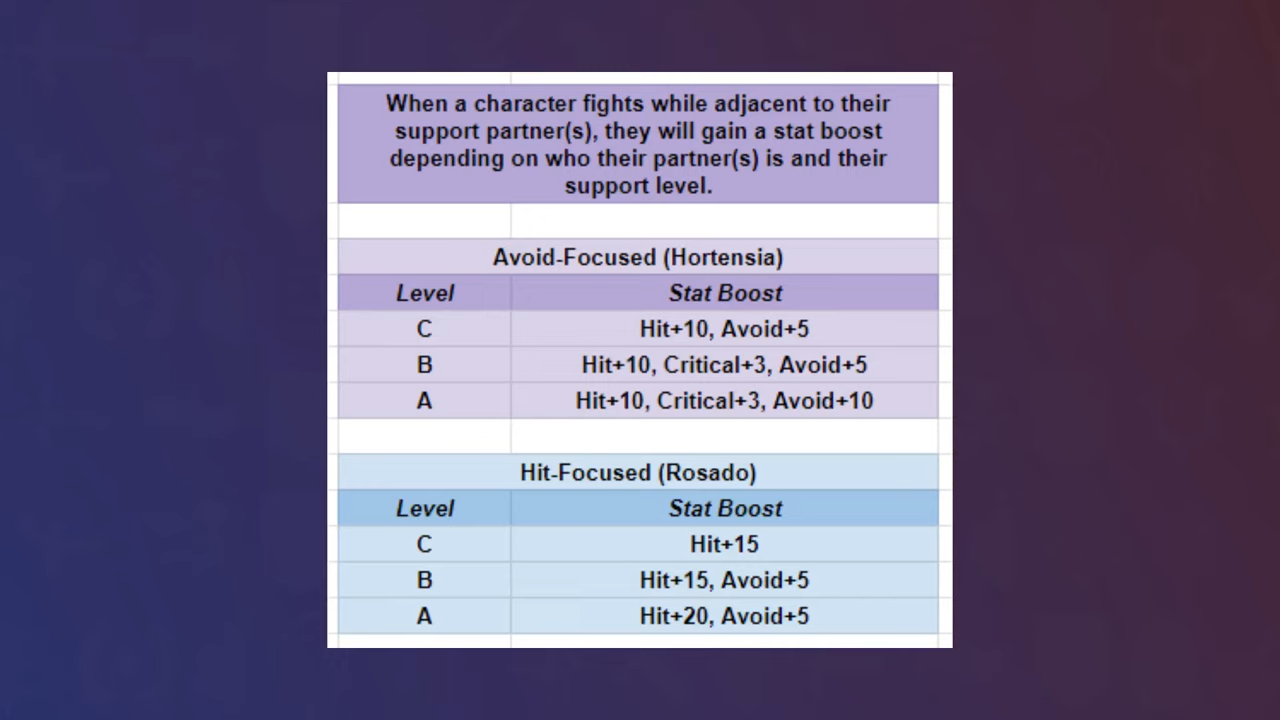 When a character fights while adjacent to their
support partner(s), they will gain a stat boost
depending on who their partner(s) is and their
support level.
Avoid-Focused (Hortensia)
Level Stat Boost
C Hit+10, Avoid+5
B Hit+10, Critical+3, Avoid+5
A Hit+10, Critical+3, Avoid+10
Hit-Focused (Rosado)
Level Stat Boost
C Hit+15
B Hit+15, Avoid+5
A Hit+20, Avoid+5